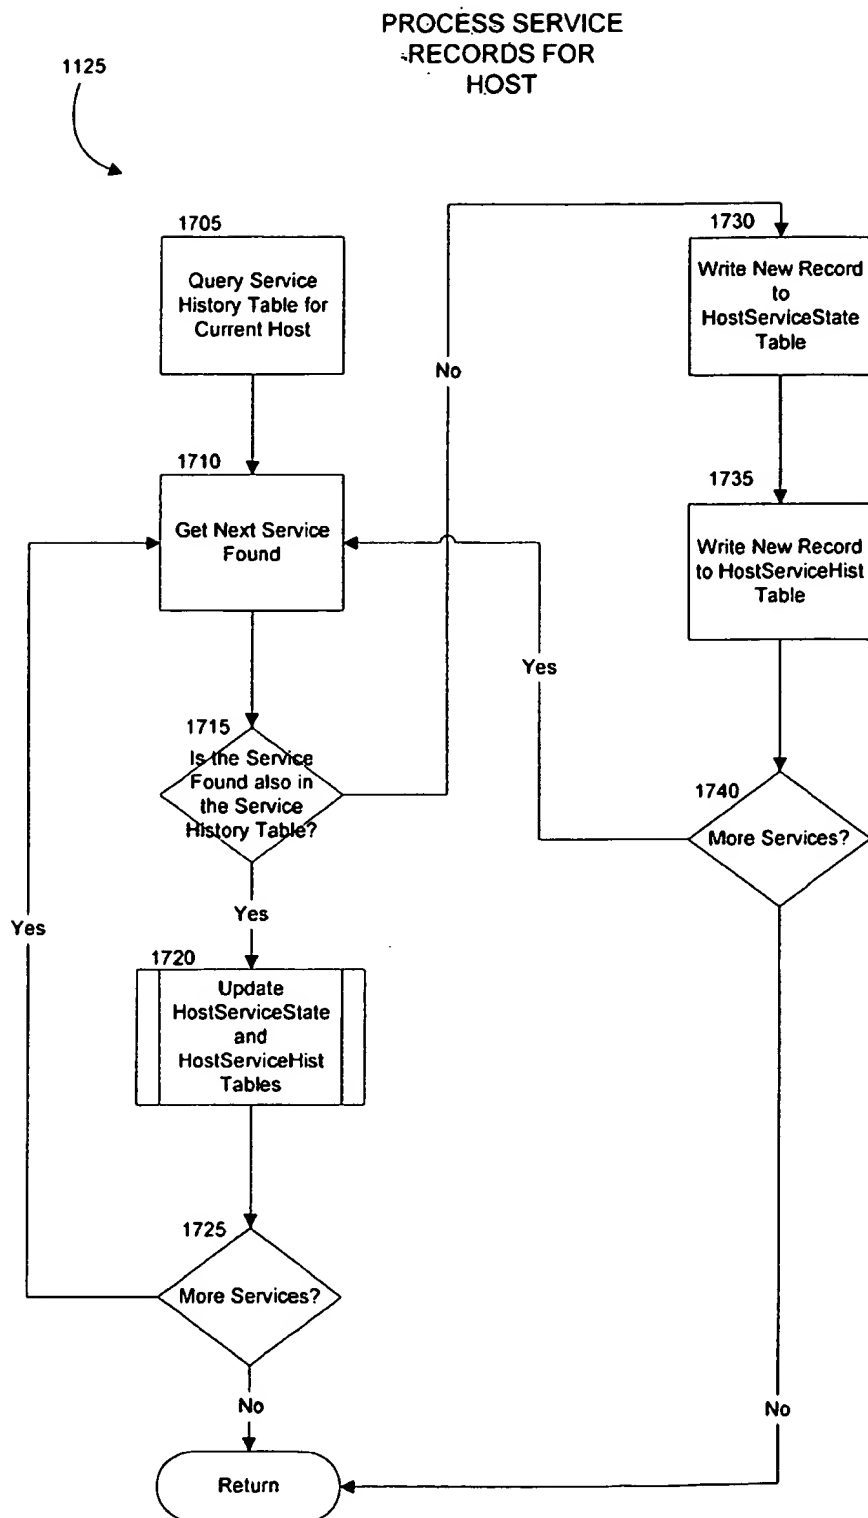 PROCESS SERVICE
RECORDS FOR
HOST
1125
1705
Query Service
History Table for
Current Host
1710
Get Next Service
Found
1715
Is the Service
Found also in
the Service
History Table?
No
Yes
1720
Update
HostServiceState
and
HostServiceHist
Tables
1725
More Services?
Yes
No
Return
1730
Write New Record
to
HostServiceState
Table
1735
Write New Record
to HostServiceHist
Table
1740
More Services?
Yes
No